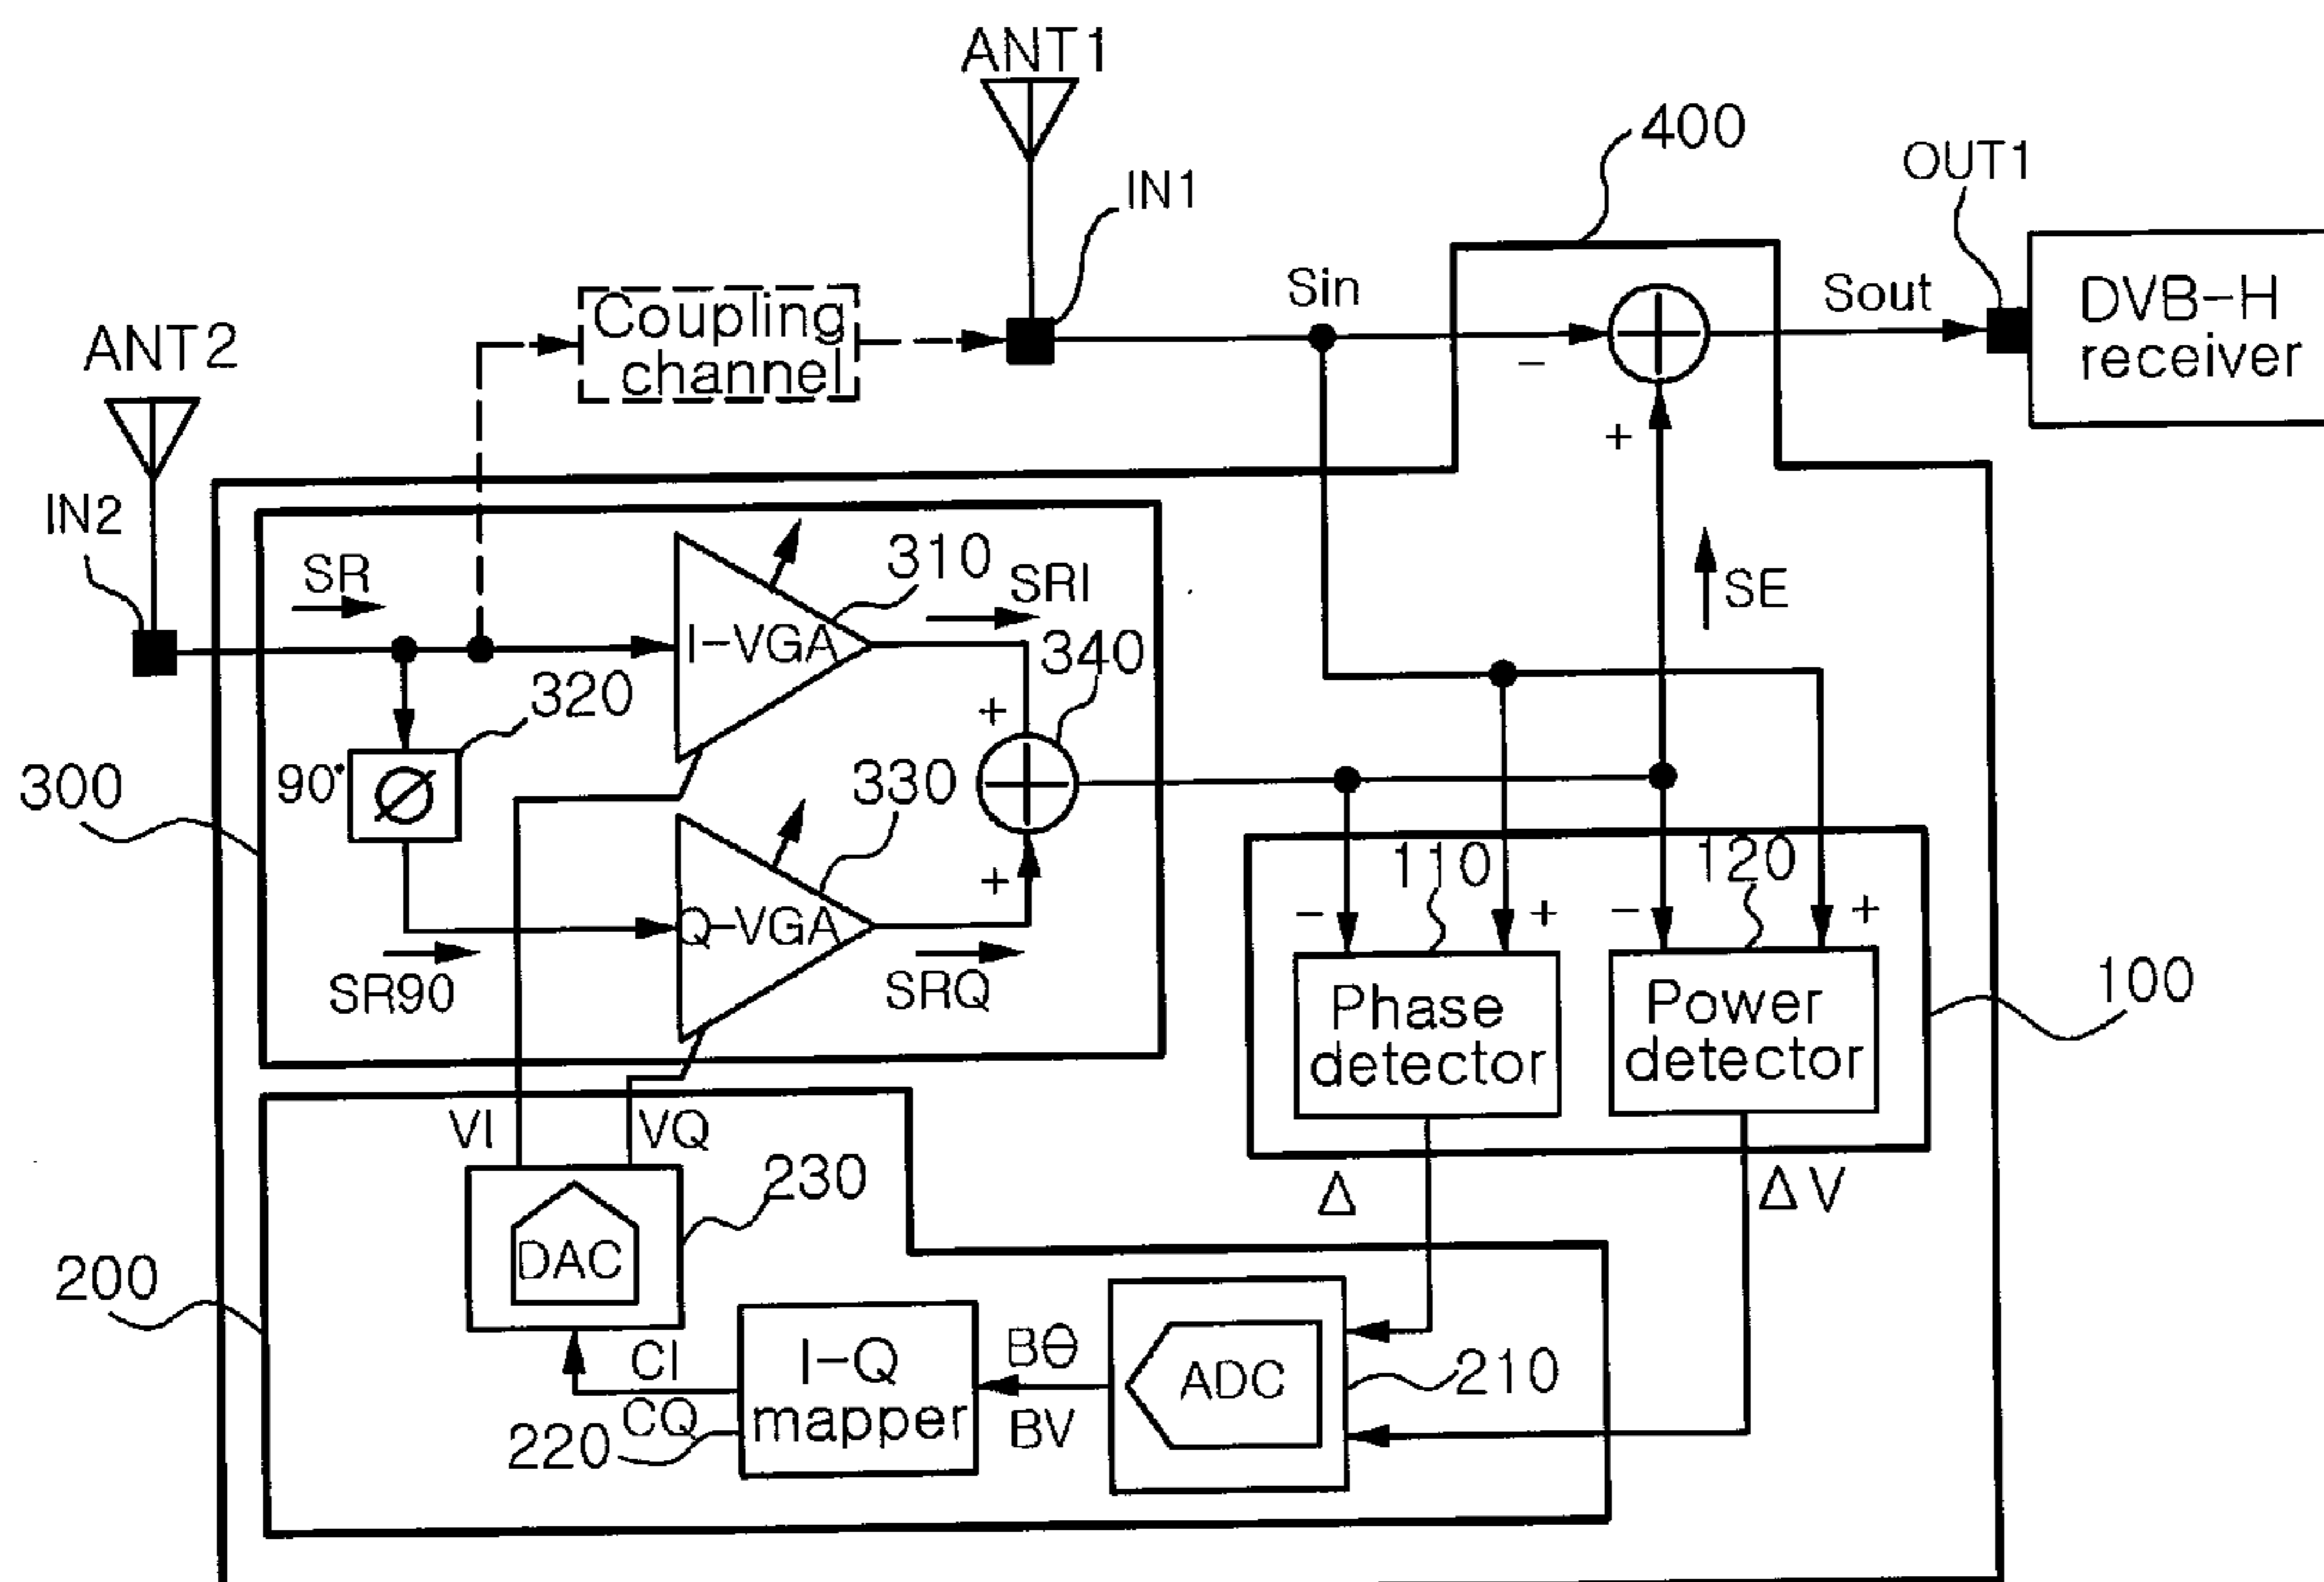 ANT1
400
OUT1
IN1
Sin
Sout
DVB-H
receiver
Coupling
channel
ANT2
-
+
IN2
SR
310
SRI
SE
I-VGA
340
320
+
90°
300
330
+
110
120
Q-VGA
-
+
-
+
SR90
SRQ
100
Phase
detector
Power
detector
VI
VQ
230
Δ
ΔV
DAC
200
CI
CQ
I-Q
mapper
Bθ
BV
ADC
210
220